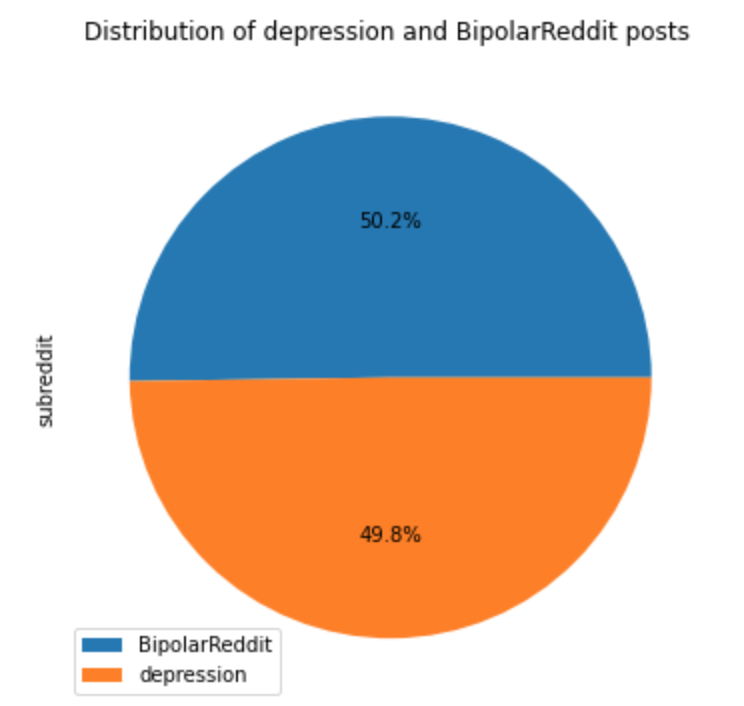 Distribution of depression and BipolarReddit posts
50.2%
subreddit
49.8%
BipolarReddit
depression